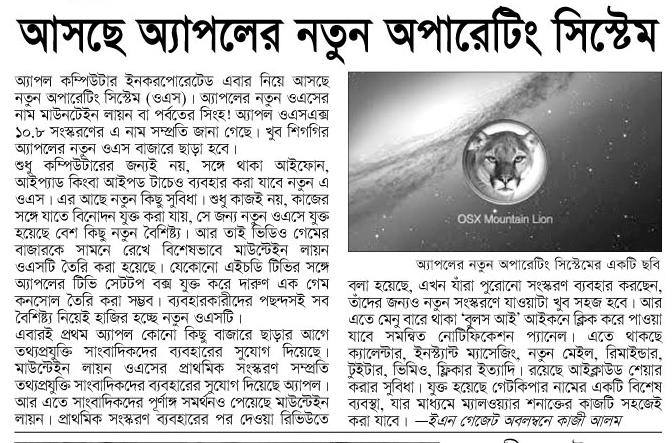 আসছে অ্যাপলের নতুন অপারেটিং সিস্টেম
অ্যাপল কম্পিউটার ইনকরপোরেটেড এবার নিয়ে আসছে
নতুন অপারেটিং সিস্টেম (ওএস)। অ্যাপলের নতুন ওএসের
নাম মাউনটেইন লায়ন বা পর্বতের সিংহ! অ্যাপল ওএসএক্স
১০.৮ সংস্করণের এ নাম সম্প্রতি জানা গেছে। খুব শিগগির
অ্যাপলের নতুন ওএস বাজারে ছাড়া হবে।
শুধু কম্পিউটারের জন্যই নয়, সঙ্গে থাকা আইফোন,
আইপ্যাড কিংবা আইপড টাচেও ব্যবহার করা যাবে নতুন এ
ওএস। এর আছে নতুন কিছু সুবিধা। শুধু কাজই নয়, কাজের
সঙ্গে যাতে বিনোদন যুক্ত করা যায়, সে জন্য নতুন ওএসে যুক্ত
হয়েছে বেশ কিছু নতুন বৈশিষ্ট্য। আর তাই ভিডিও গেমের
বাজারকে সামনে রেখে বিশেষভাবে মাউন্টেইন লায়ন
ওএসটি তৈরি করা হয়েছে। যেকোনো এইচডি টিভির সঙ্গে
অ্যাপলের টিভি সেটটপ বক্স যুক্ত করে দারুণ এক গেম
কনসোল তৈরি করা সম্ভব। ব্যবহারকারীদের পছন্দসই সব
বৈশিষ্ট্য নিয়েই হাজির হচ্ছে নতুন ওএসটি।
এবারই প্রথম অ্যাপল কোনো কিছু বাজারে ছাড়ার আগে
তথ্যপ্রযুক্তি সাংবাদিকদের ব্যবহারের সুযোগ দিয়েছে।
মাউন্টেইন লায়ন ওএসের প্রাথমিক সংস্করণ সম্প্রতি
তথ্যপ্রযুক্তি সাংবাদিকদের ব্যবহারের সুযোগ দিয়েছে অ্যাপল।
আর এতে সাংবাদিকদের পূর্ণাঙ্গ সমর্থনও পেয়েছে মাউন্টেইন
লায়ন। প্রাথমিক সংস্করণ ব্যবহারের পর দেওয়া রিভিউতে
OSX Mountain Lion
অ্যাপলের নতুন অপারেটিং সিস্টেমের একটি ছবি
বলা হয়েছে, এখন যাঁরা পুরোনো সংস্করণ ব্যবহার করছেন,
তাঁদের জন্যও নতুন সংস্করণে যাওয়াটা খুব সহজ হবে। আর
এতে মেনু বারে থাকা 'বুলস আই' আইকনে ক্লিক করে পাওয়া
যাবে সমন্বিত নোটিফিকেশন প্যানেল। এতে থাকছে
ক্যালেন্টার, ইনস্ট্যান্ট ম্যাসেজিং, নতুন মেইল, রিমাইন্ডার,
টুইটার, ভিমিও, ফ্লিকার ইত্যাদি। রয়েছে আইক্লাউড শেয়ার
করার সুবিধা। যুক্ত হয়েছে গেটকিপার নামের একটি বিশেষ
ব্যবস্থা, যার মাধ্যমে ম্যালওয়্যার শনাক্তের কাজটি সহজেই
করা যাবে। —ইএন গেজেট অবলম্বনে কাজী আলম